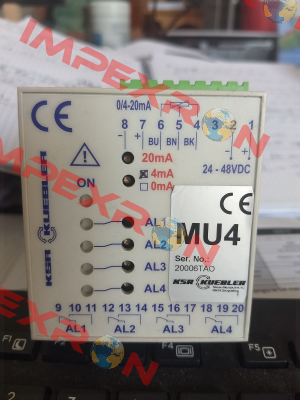 IMPEXRON
CE
0/4-20mA
8 7 6 5 4 3 2 1
- + BU BN BK - +
24 - 48VDC
20mA
4mA
0mA
ON
AL1
AL2
AL3
AL4
KSR KUEBLER
CE
MU4
Ser. No.:
20006TAO
KSR KUEBLER
9 10 11 12 13 14 15 16 17 18 19 20
AL1 AL2 AL3 AL4
F1
F5